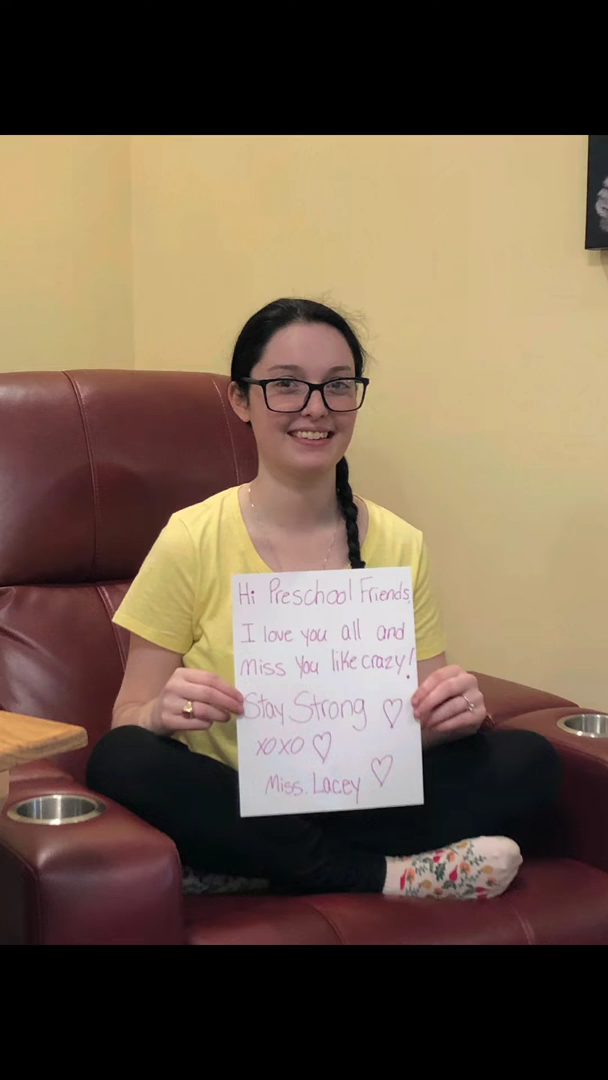 Hi Preschool Friends,
I love you all and
miss you like crazy!
Stay Strong ♡
xoxo ♡
Miss. Lacey ♡